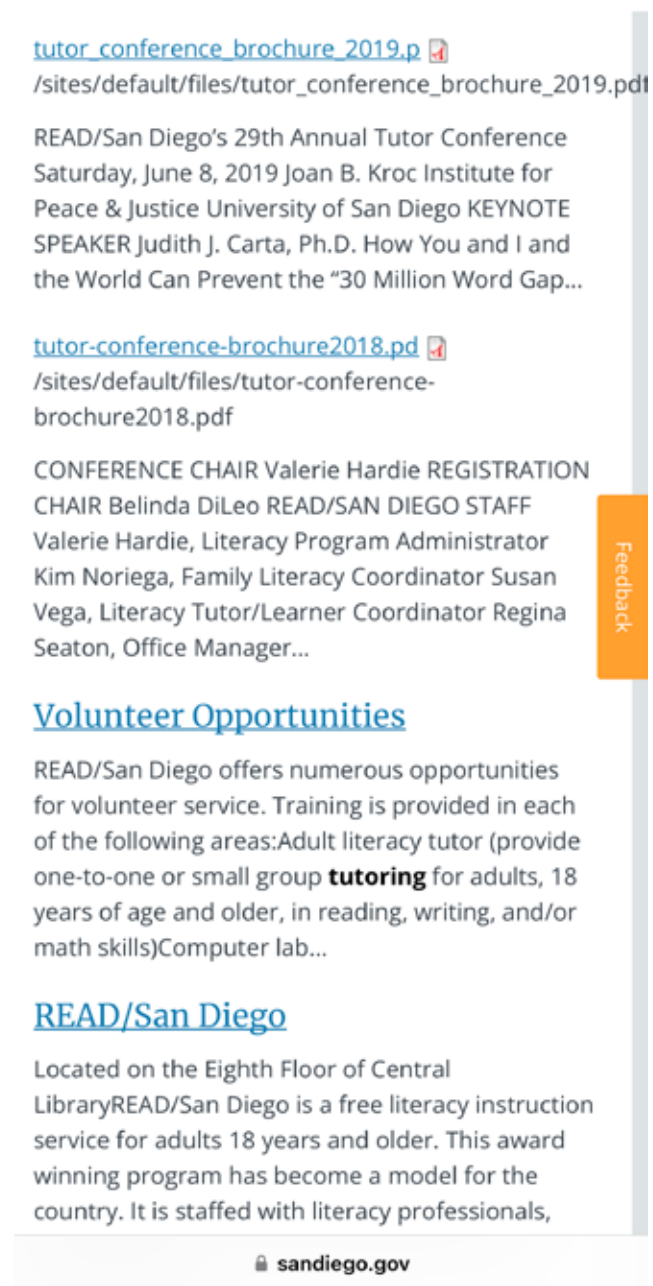 tutor_conference_brochure_2019.p
/sites/default/files/tutor_conference_brochure_2019.pdf
READ/San Diego's 29th Annual Tutor Conference
Saturday, June 8, 2019 Joan B. Kroc Institute for
Peace & Justice University of San Diego KEYNOTE
SPEAKER Judith J. Carta, Ph.D. How You and I and
the World Can Prevent the “30 Million Word Gap...
tutor-conference-brochure2018.pd
/sites/default/files/tutor-conference-
brochure2018.pdf
CONFERENCE CHAIR Valerie Hardie REGISTRATION
CHAIR Belinda DiLeo READ/SAN DIEGO STAFF
Valerie Hardie, Literacy Program Administrator
Kim Noriega, Family Literacy Coordinator Susan
Vega, Literacy Tutor/Learner Coordinator Regina
Seaton, Office Manager...
Feedback
Volunteer Opportunities
READ/San Diego offers numerous opportunities
for volunteer service. Training is provided in each
of the following areas:Adult literacy tutor (provide
one-to-one or small group tutoring for adults, 18
years of age and older, in reading, writing, and/or
math skills)Computer lab...
READ/San Diego
Located on the Eighth Floor of Central
LibraryREAD/San Diego is a free literacy instruction
service for adults 18 years and older. This award
winning program has become a model for the
country. It is staffed with literacy professionals,
sandiego.gov